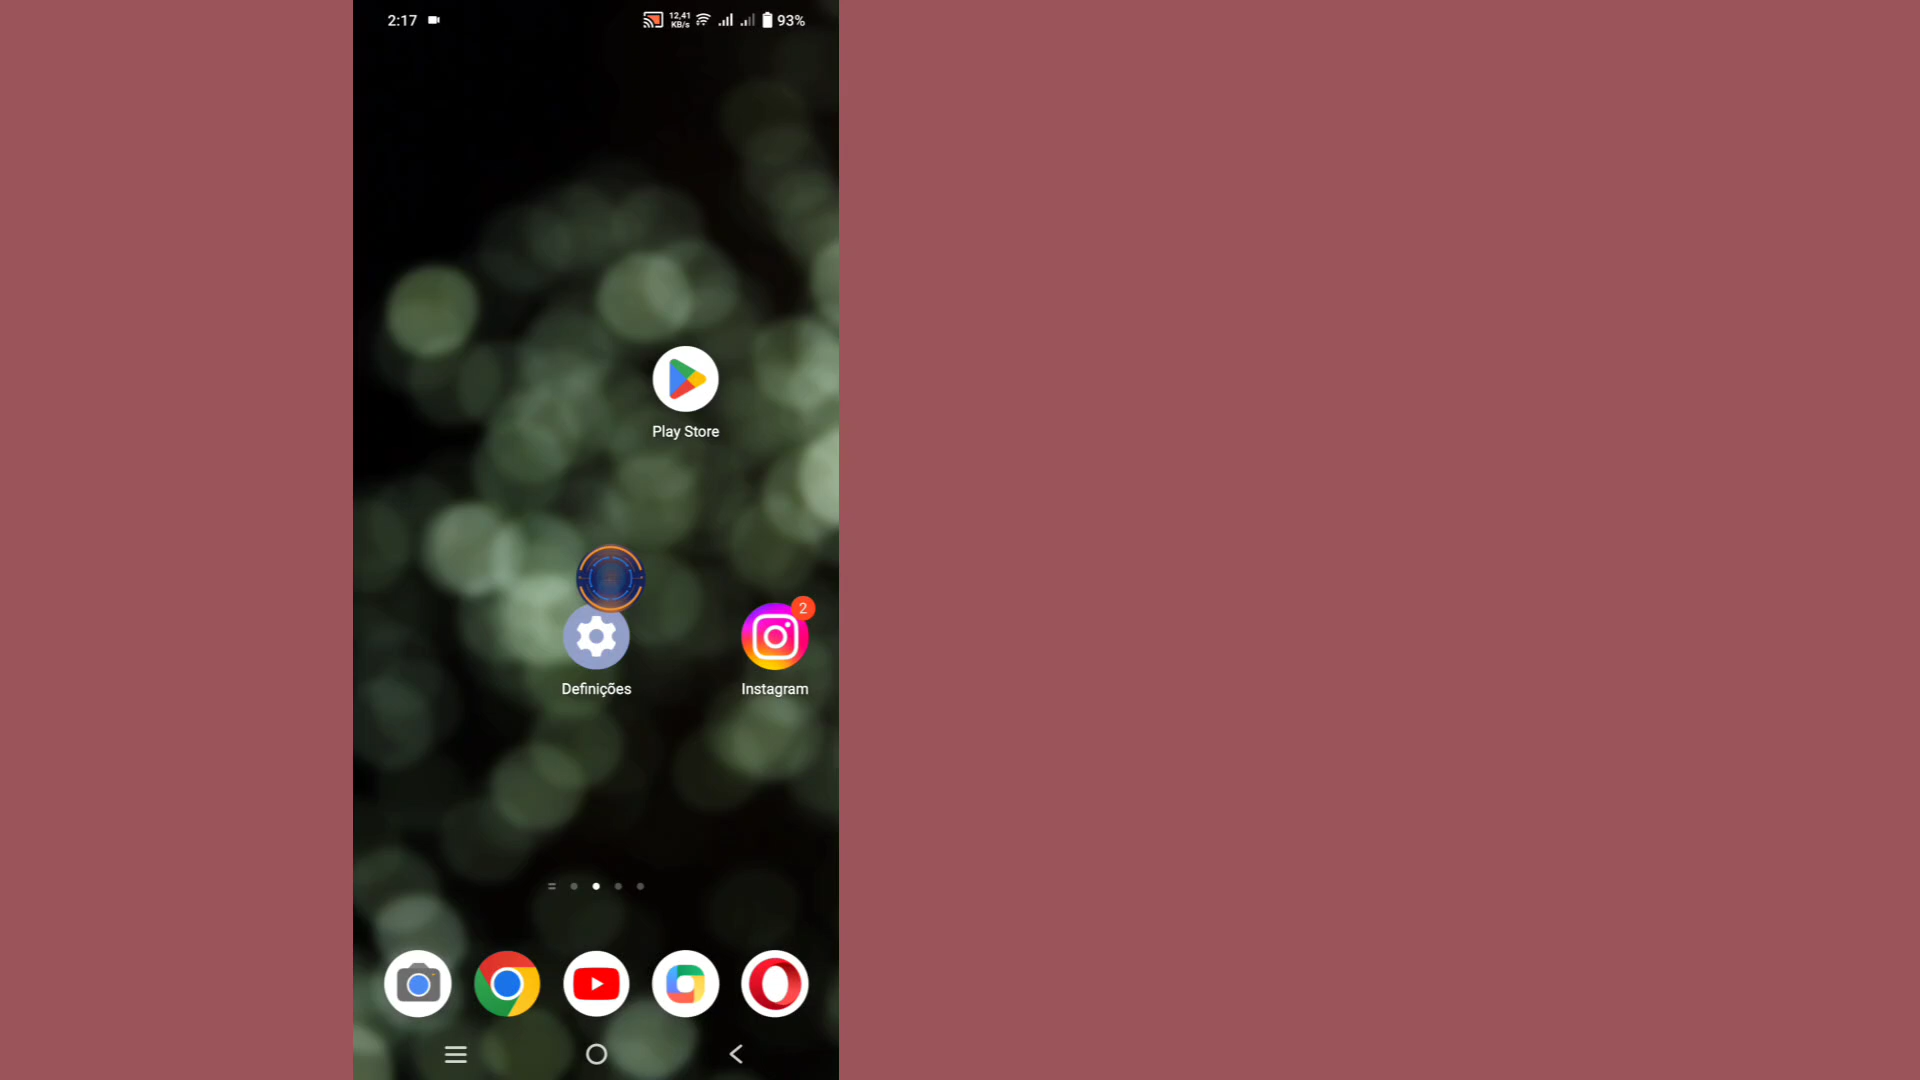 2:17
12,41
KB/s
93%
Play Store
2
Definições
Instagram